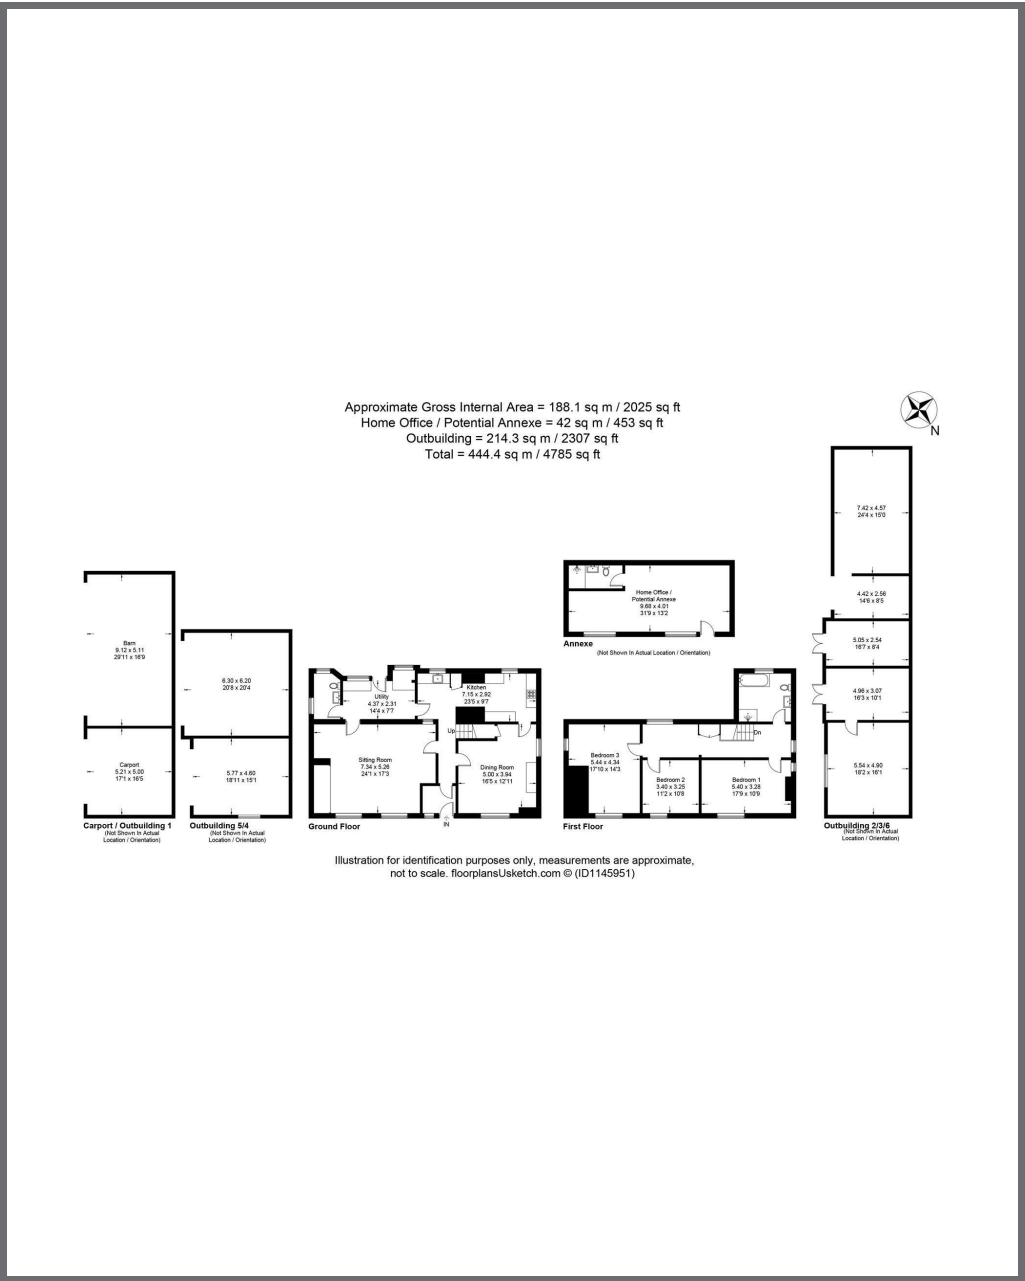 Approximate Gross Internal Area = 188.1 sq m / 2025 sq ft
Home Office / Potential Annexe = 42 sq m / 453 sq ft
Outbuilding = 214.3 sq m / 2307 sq ft
Total = 444.4 sq m / 4785 sq ft
N
Barn
9.12 x 5.11
29'11 x 16'9
Carport
5.21 x 5.00
17'1 x 16'5
Carport / Outbuilding 1
(Not Shown In Actual
Location / Orientation)
6.30 x 6.20
20'8 x 20'4
5.77 x 4.60
18'11 x 15'1
Outbuilding 5/4
(Not Shown In Actual
Location / Orientation)
Utility
4.37 x 2.31
14'4 x 7'7
Kitchen
7.15 x 2.92
23'5 x 9'7
Up
Sitting Room
7.34 x 5.26
24'1 x 17'3
Dining Room
5.00 x 3.94
16'5 x 12'11
IN
Ground Floor
Home Office /
Potential Annexe
9.68 x 4.01
31'9 x 13'2
Annexe
(Not Shown In Actual Location / Orientation)
Dn
Bedroom 3
5.44 x 4.34
17'10 x 14'3
Bedroom 2
3.40 x 3.25
11'2 x 10'8
Bedroom 1
5.40 x 3.28
17'9 x 10'9
First Floor
7.42 x 4.57
24'4 x 15'0
4.42 x 2.56
14'6 x 8'5
5.05 x 2.54
16'7 x 8'4
4.96 x 3.07
16'3 x 10'1
5.54 x 4.90
18'2 x 16'1
Outbuilding 2/3/6
(Not Shown In Actual
Location / Orientation)
Illustration for identification purposes only, measurements are approximate,
not to scale. floorplansUsketch.com © (ID1145951)